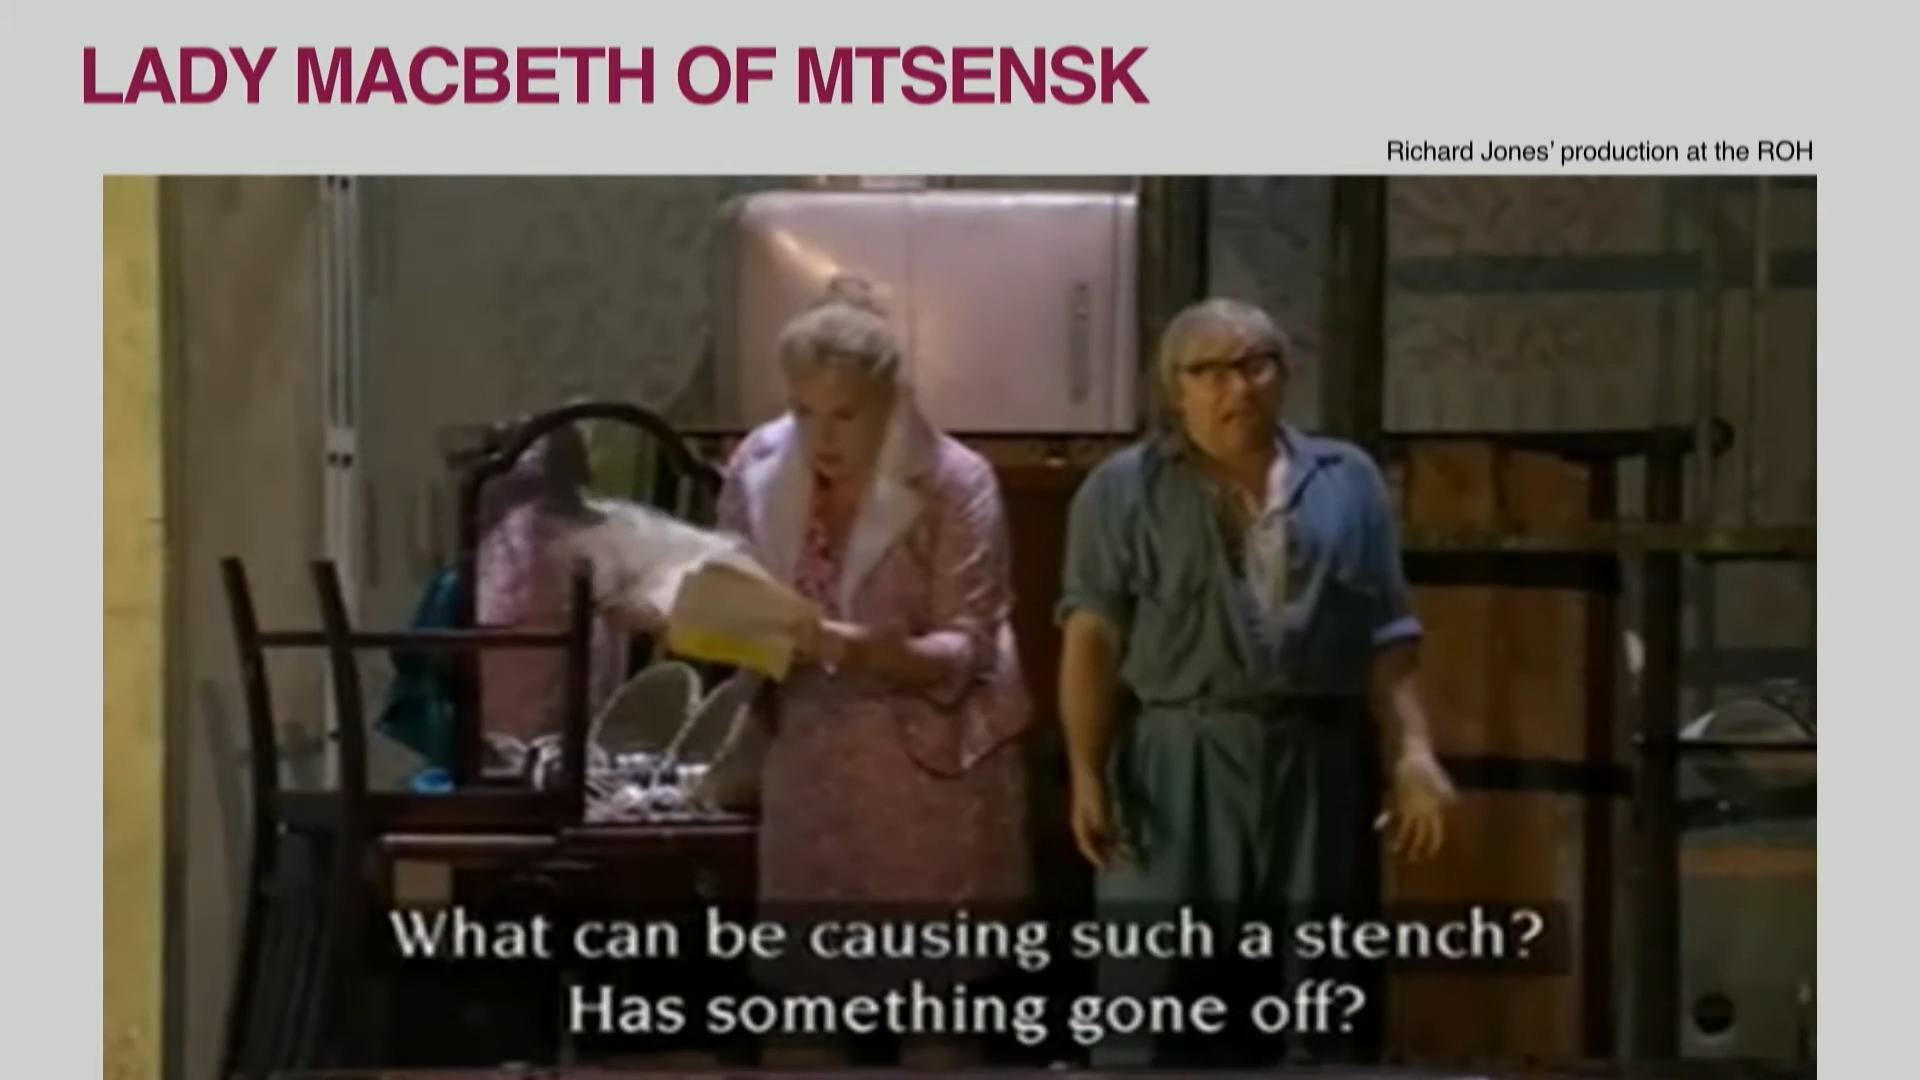 LADY MACBETH OF MTSENSK
Richard Jones’ production at the ROH
What can be causing such a stench?
Has something gone off?